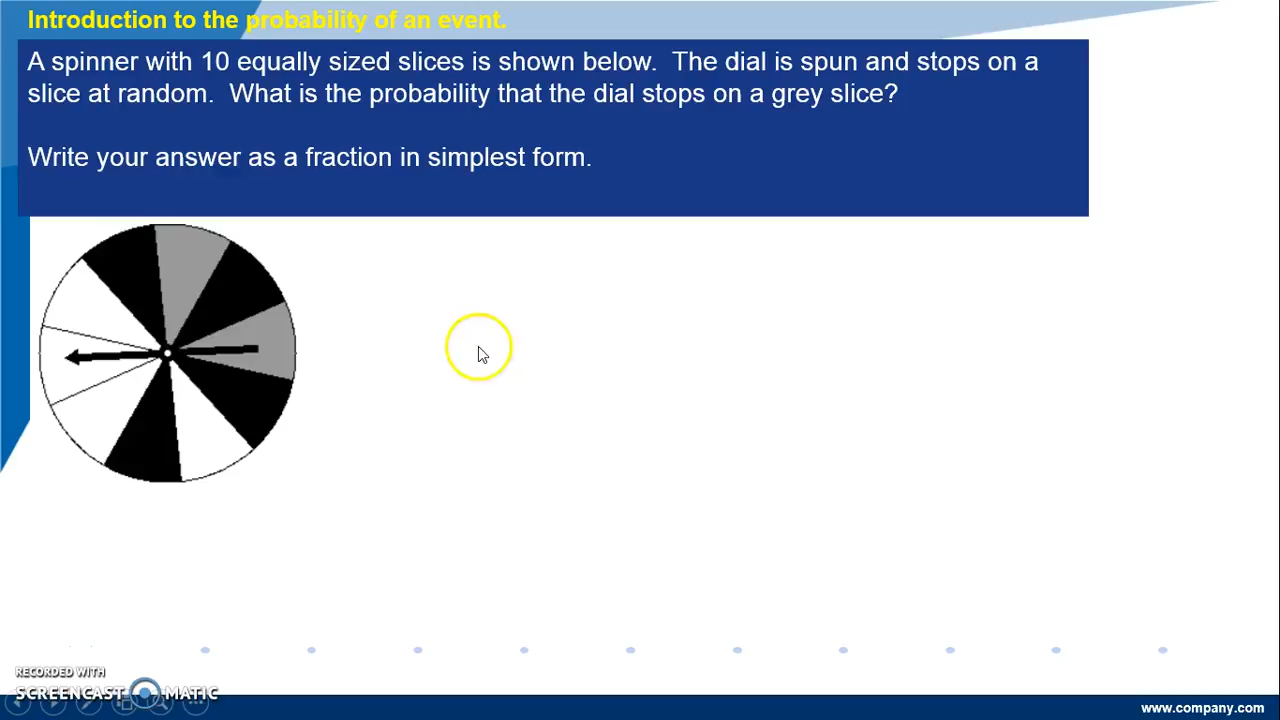 Introduction to the probability of an event.
A spinner with 10 equally sized slices is shown below. The dial is spun and stops on a
slice at random. What is the probability that the dial stops on a grey slice?
Write your answer as a fraction in simplest form.
RECORDED WITH
SCREENCAST MATIC
www.company.com